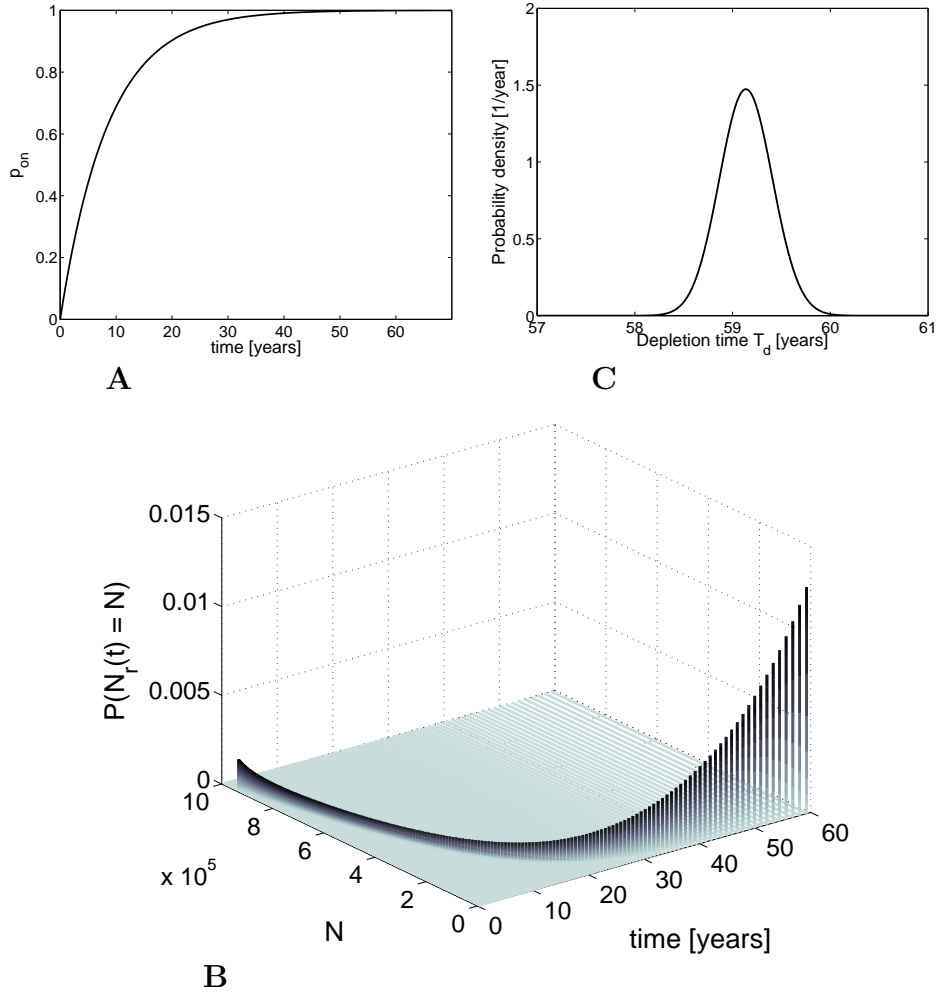 1
0.8
0.6
0.4
0.2
0
p_on
0 10 20 30 40 50 60
time [years]
A
2
1.5
1
0.5
0
Probability density [1/year]
57 58 59 60 61
Depletion time T_d [years]
C
0.015
0.01
0.005
0
P(N_r(t) = N)
10
8
6
4
2
0
x 10^5
N
0
10
20
30
40
50
60
time [years]
B